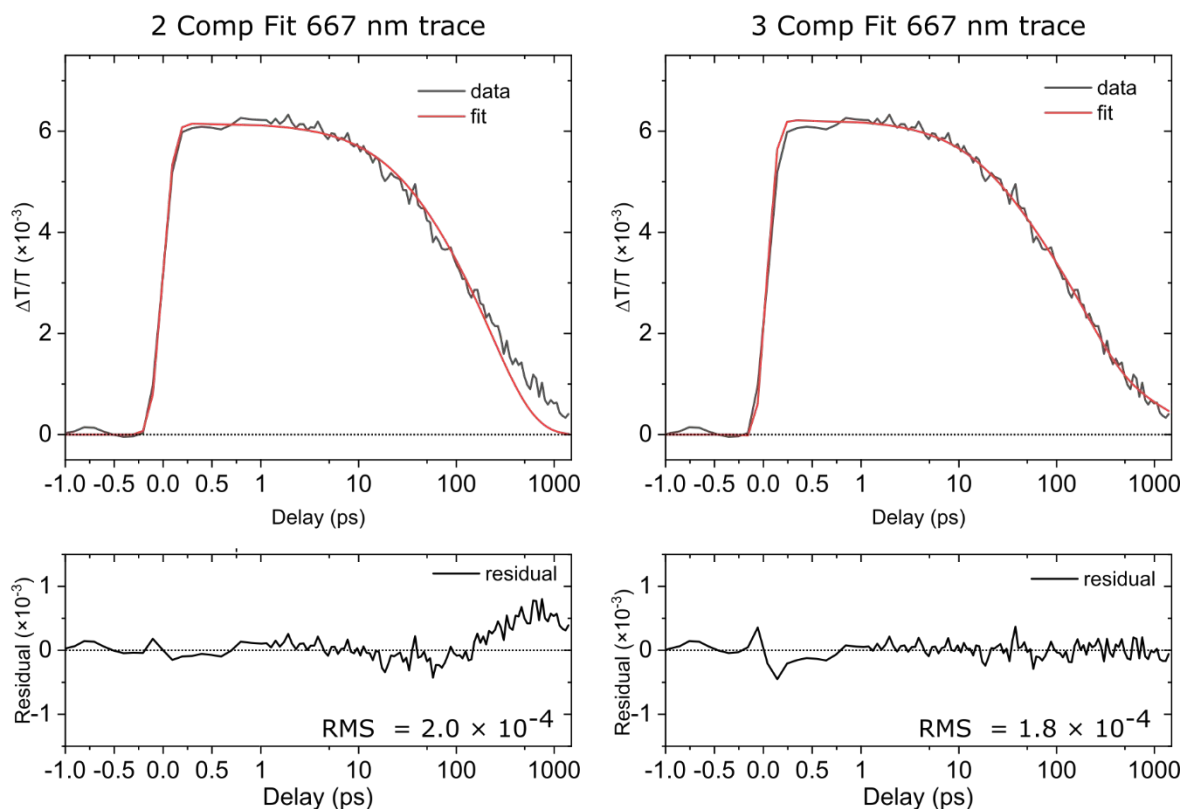 2 Comp Fit 667 nm trace
3 Comp Fit 667 nm trace
data
fit
6
4
2
0
ΔT/T (×10⁻³)
-1.0 -0.5 0.0 0.5 1 10 100 1000
Delay (ps)
data
fit
6
4
2
0
ΔT/T (×10⁻³)
-1.0 -0.5 0.0 0.5 1 10 100 1000
Delay (ps)
residual
1
0
-1
Residual (×10⁻³)
RMS = 2.0 × 10⁻⁴
-1.0 -0.5 0.0 0.5 1 10 100 1000
Delay (ps)
residual
1
0
-1
Residual (×10⁻³)
RMS = 1.8 × 10⁻⁴
-1.0 -0.5 0.0 0.5 1 10 100 1000
Delay (ps)